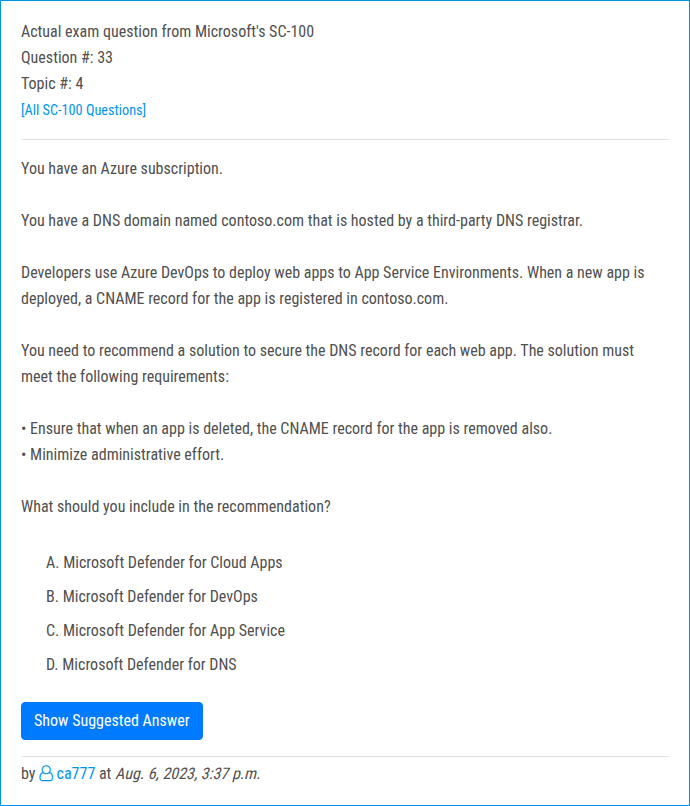 Actual exam question from Microsoft's SC-100
Question #: 33
Topic #: 4
[All SC-100 Questions]
You have an Azure subscription.
You have a DNS domain named contoso.com that is hosted by a third-party DNS registrar.
Developers use Azure DevOps to deploy web apps to App Service Environments. When a new app is
deployed, a CNAME record for the app is registered in contoso.com.
You need to recommend a solution to secure the DNS record for each web app. The solution must
meet the following requirements:
• Ensure that when an app is deleted, the CNAME record for the app is removed also.
• Minimize administrative effort.
What should you include in the recommendation?
A. Microsoft Defender for Cloud Apps
B. Microsoft Defender for DevOps
C. Microsoft Defender for App Service
D. Microsoft Defender for DNS
Show Suggested Answer
by ca777 at Aug. 6, 2023, 3:37 p.m.